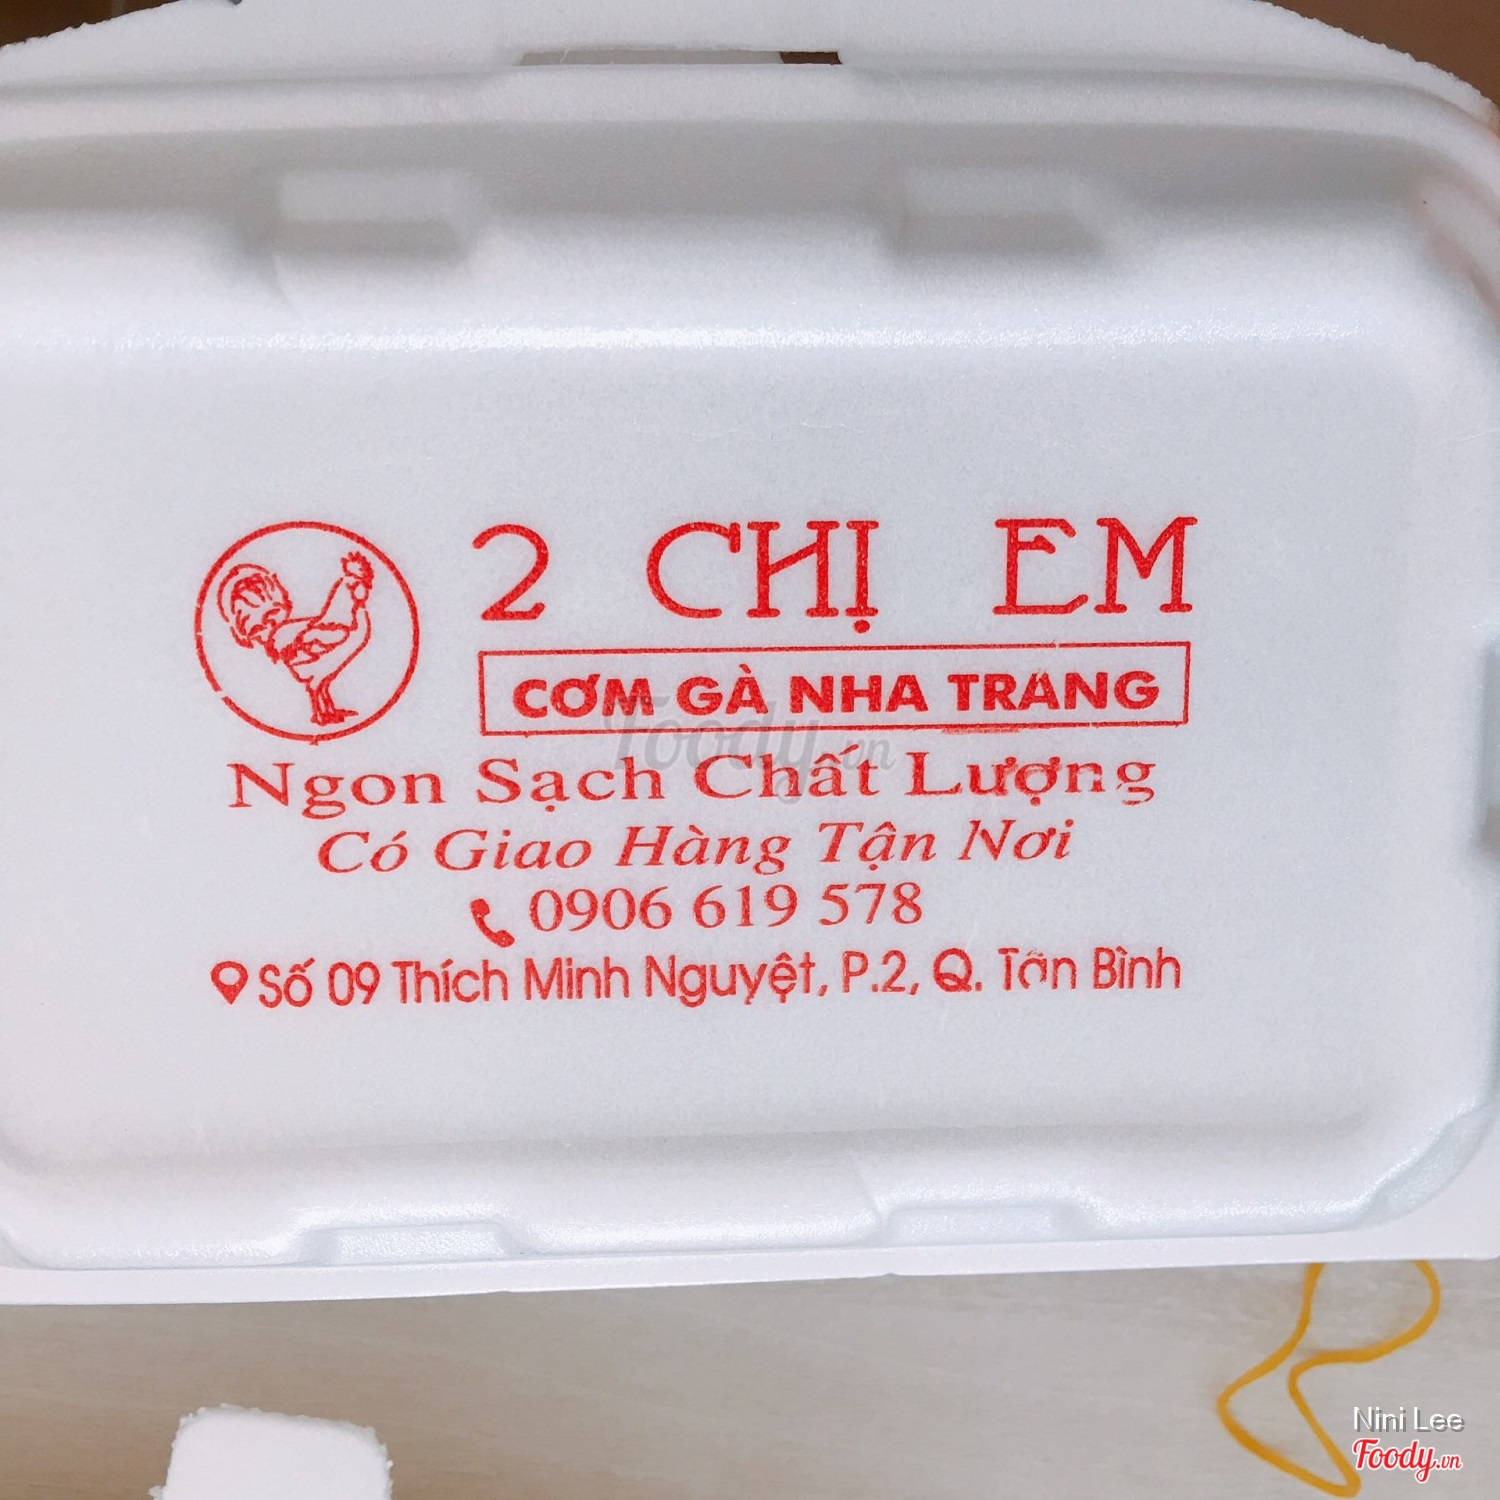 2 CHỊ EM
CƠM GÀ NHA TRANG
Foody.vn
Ngon Sạch Chất Lượng
Có Giao Hàng Tận Nơi
0906 619 578
Số 09 Thích Minh Nguyệt, P.2, Q. Tân Bình
Nini Lee
Foody.vn